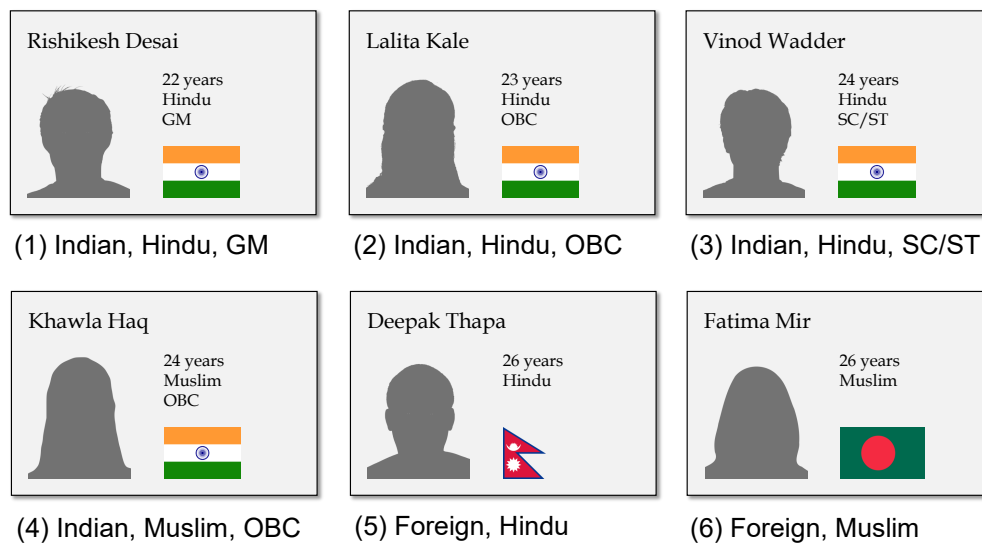 Rishikesh Desai
22 years
Hindu
GM
(1) Indian, Hindu, GM
Lalita Kale
23 years
Hindu
OBC
(2) Indian, Hindu, OBC
Vinod Wadder
24 years
Hindu
SC/ST
(3) Indian, Hindu, SC/ST
Khawla Haq
24 years
Muslim
OBC
(4) Indian, Muslim, OBC
Deepak Thapa
26 years
Hindu
(5) Foreign, Hindu
Fatima Mir
26 years
Muslim
(6) Foreign, Muslim